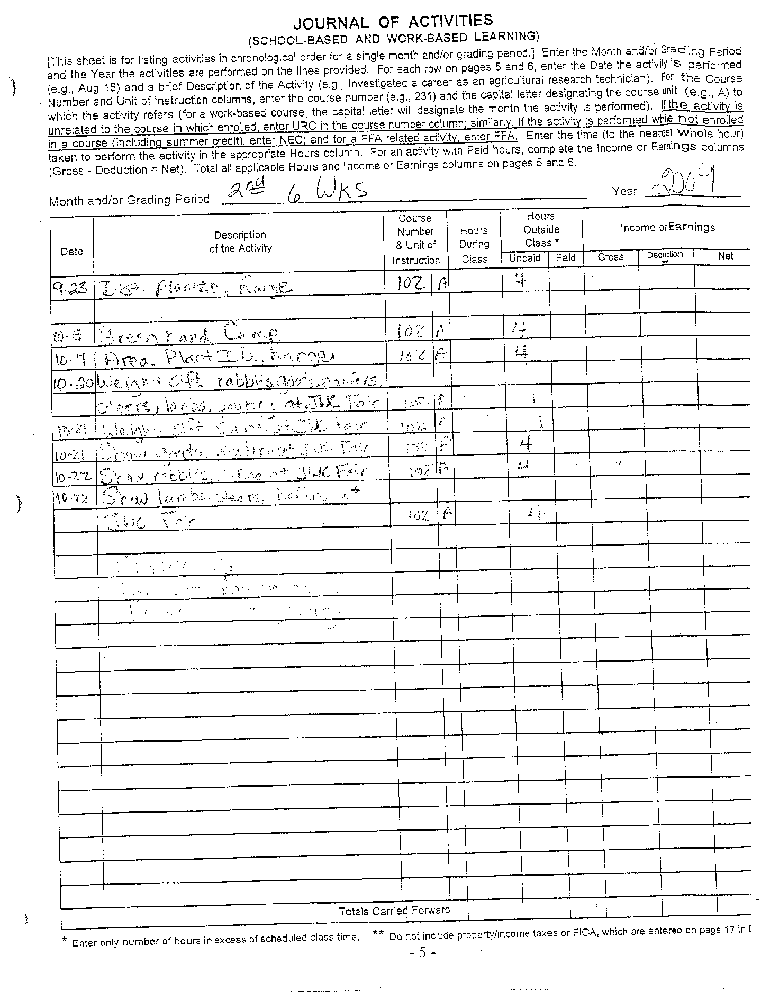 JOURNAL OF ACTIVITIES
(SCHOOL-BASED AND WORK-BASED LEARNING)
[This sheet is for listing activities in chronological order for a single month and/or grading period.] Enter the Month and/or Grading Period
and the Year the activities are performed on the lines provided. For each row on pages 5 and 6, enter the Date the activity is performed
(e.g., Aug 15) and a brief Description of the Activity (e.g., Investigated a career as an agricultural research technician). For the Course
Number and Unit of Instruction columns, enter the course number (e.g., 231) and the capital letter designating the course unit (e.g., A) to
which the activity refers (for a work-based course, the capital letter will designate the month the activity is performed). If the activity is
unrelated to the course in which enrolled, enter URC in the course number column; similarly, if the activity is performed while not enrolled
in a course (including summer credit), enter NEC; and for a FFA related activity, enter FFA. Enter the time (to the nearest whole hour)
taken to perform the activity in the appropriate Hours column. For an activity with Paid hours, complete the Income or Earnings columns
(Gross - Deduction = Net). Total all applicable Hours and Income or Earnings columns on pages 5 and 6.
Month and/or Grading Period 2nd 6 Wks Year 2009
Date Description of the Activity Course Number & Unit of Instruction Hours During Class Hours Outside Class * Unpaid Paid Income or Earnings Gross Deduction ** Net
9-23 Dist Plants, Range 102 A 4
10-5 Green Hand Camp 102 A 4
10-7 Area Plant I.D., Range 102 A 4
10-20 Weigh & sift rabbits, goats, heifers,
steers, lambs, poultry at JWC Fair 102 A 1
10-21 Weigh & sift swine at JWC Fair 102 1
10-21 Show goats, poultry at JWC Fair 102 A 4
10-22 Show rabbits, swine at JWC Fair 102 A 4
10-22 Show lambs, steers, heifers at
JWC Fair 102 A 4
Totals Carried Forward
* Enter only number of hours in excess of scheduled class time. ** Do not include property/income taxes or FICA, which are entered on page 17 in
- 5 -